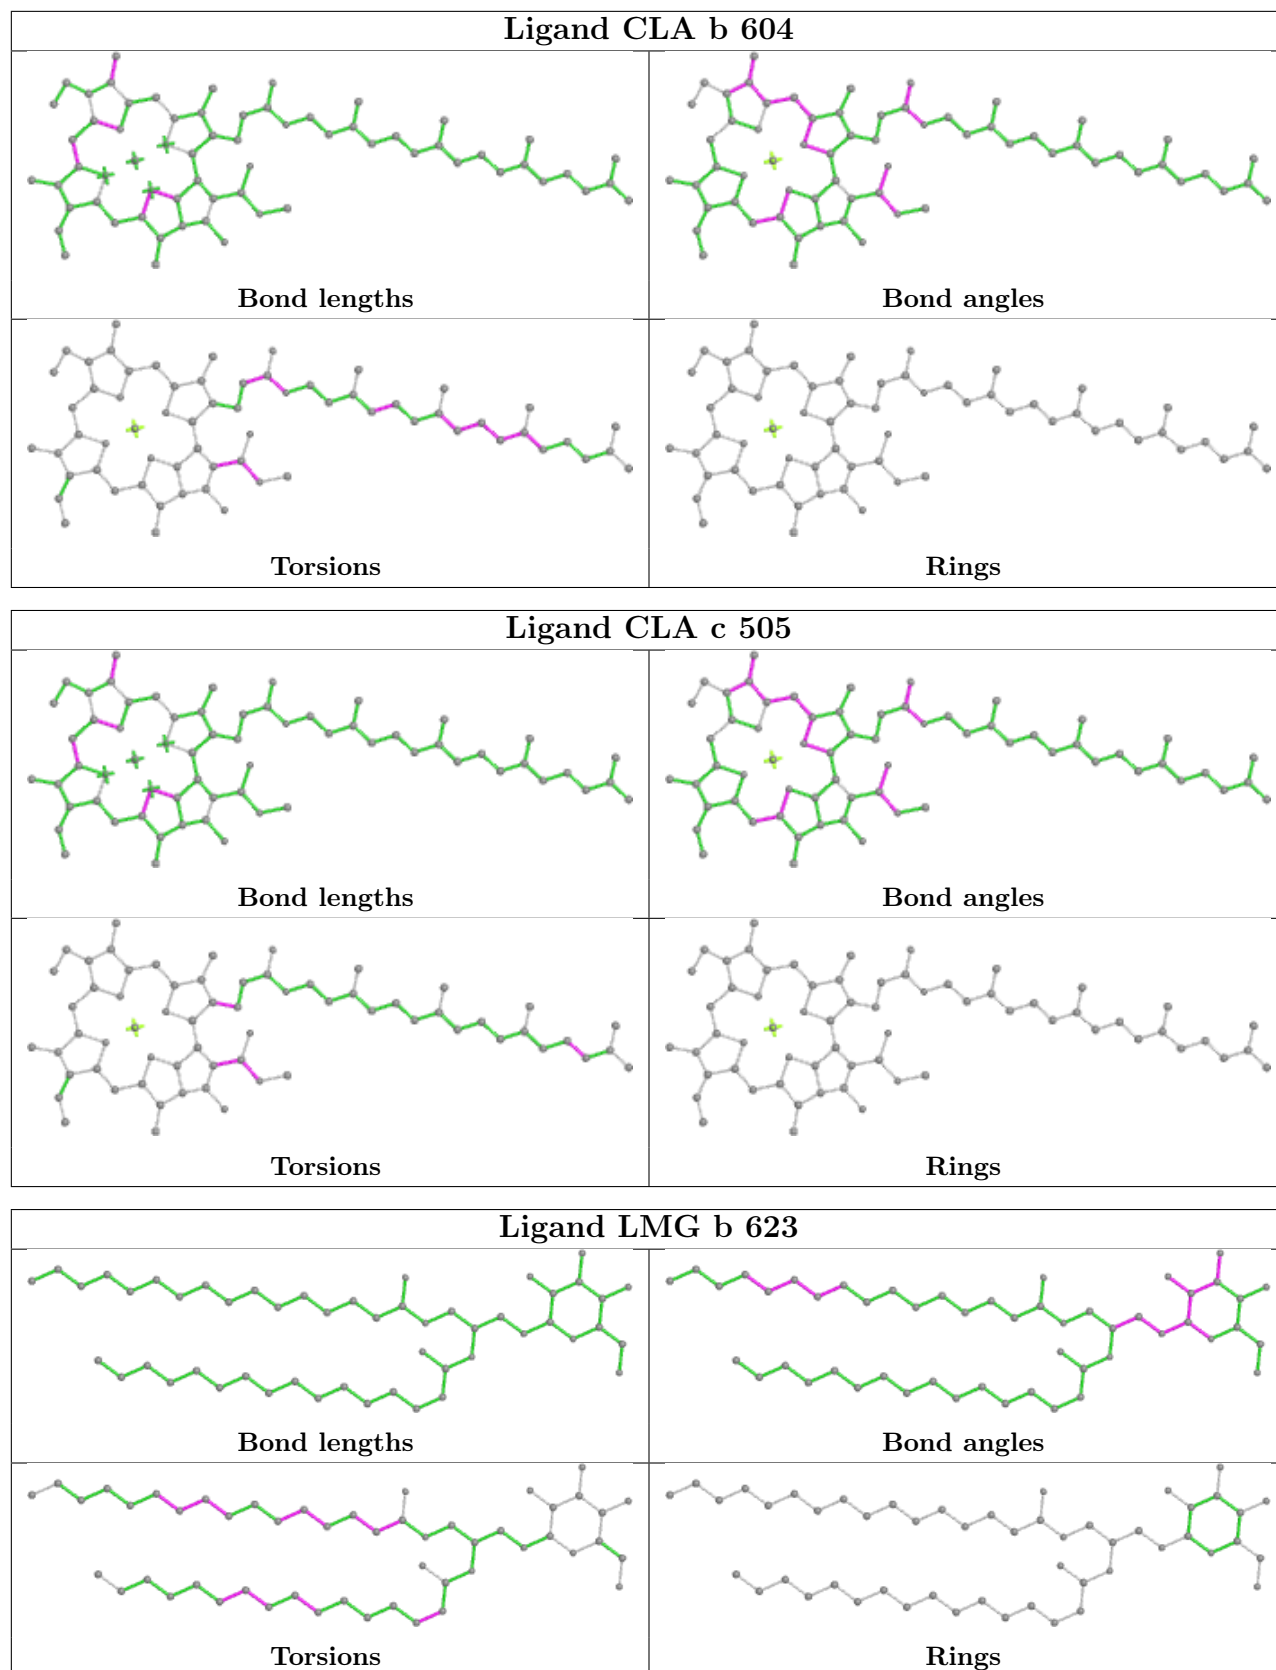 Ligand CLA b 604
Bond lengths
Bond angles
Torsions
Rings
Ligand CLA c 505
Bond lengths
Bond angles
Torsions
Rings
Ligand LMG b 623
Bond lengths
Bond angles
Torsions
Rings